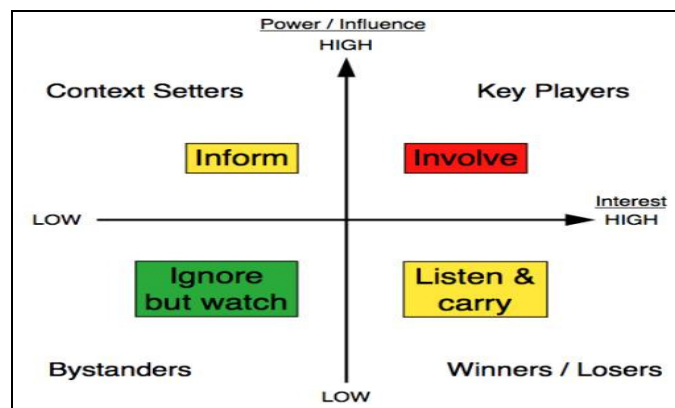 Power / Influence
HIGH
Context Setters
Key Players
Inform
Involve
Interest
LOW
HIGH
Ignore
but watch
Listen &
carry
Bystanders
Winners / Losers
LOW